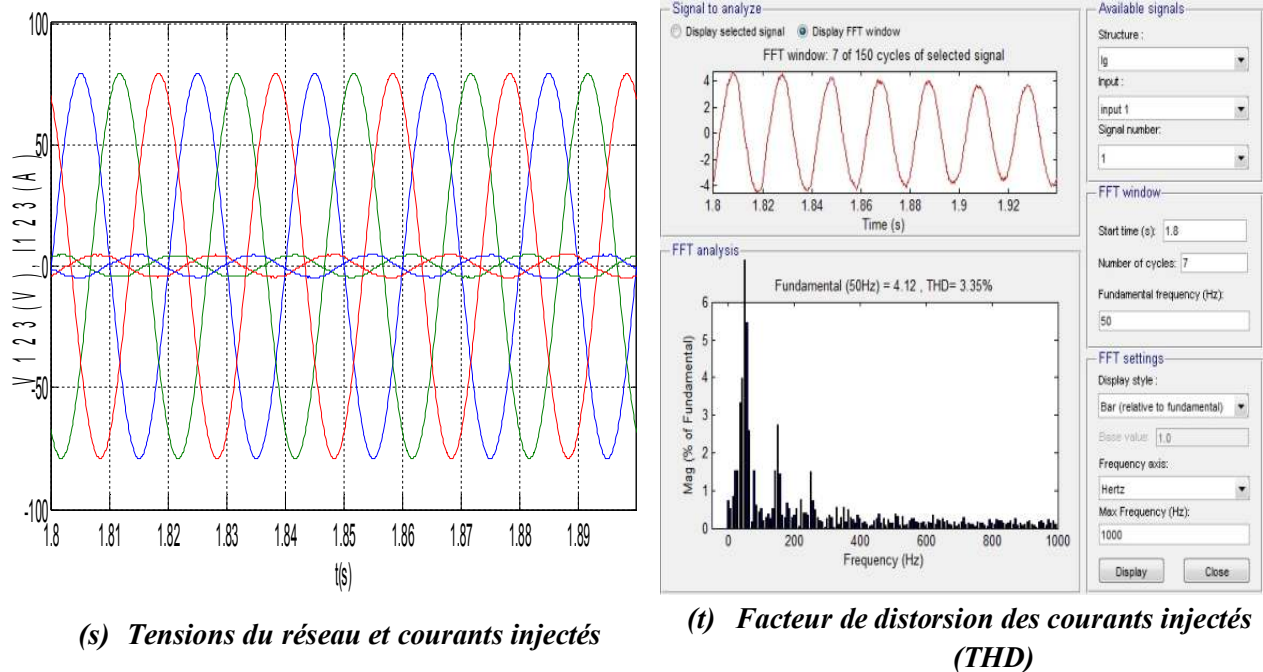 100
50
0
-50
-100
V 1 2 3 ( V ) I1 2 3 ( A )
1.8 1.81 1.82 1.83 1.84 1.85 1.86 1.87 1.88 1.89
t(s)
(s) Tensions du réseau et courants injectés
Signal to analyze
Display selected signal Display FFT window
FFT window: 7 of 150 cycles of selected signal
4
2
0
-2
-4
1.8 1.82 1.84 1.86 1.88 1.9 1.92
Time (s)
FFT analysis
Fundamental (50Hz) = 4.12 , THD= 3.35%
Mag (% of Fundamental)
6
5
4
3
2
1
0
0 200 400 600 800 1000
Frequency (Hz)
Available signals
Structure :
Ig
Input :
input 1
Signal number:
1
FFT window
Start time (s): 1.8
Number of cycles: 7
Fundamental frequency (Hz):
50
FFT settings
Display style :
Bar (relative to fundamental)
Base value: 1.0
Frequency axis:
Hertz
Max Frequency (Hz):
1000
Display Close
(t) Facteur de distorsion des courants injectés
(THD)